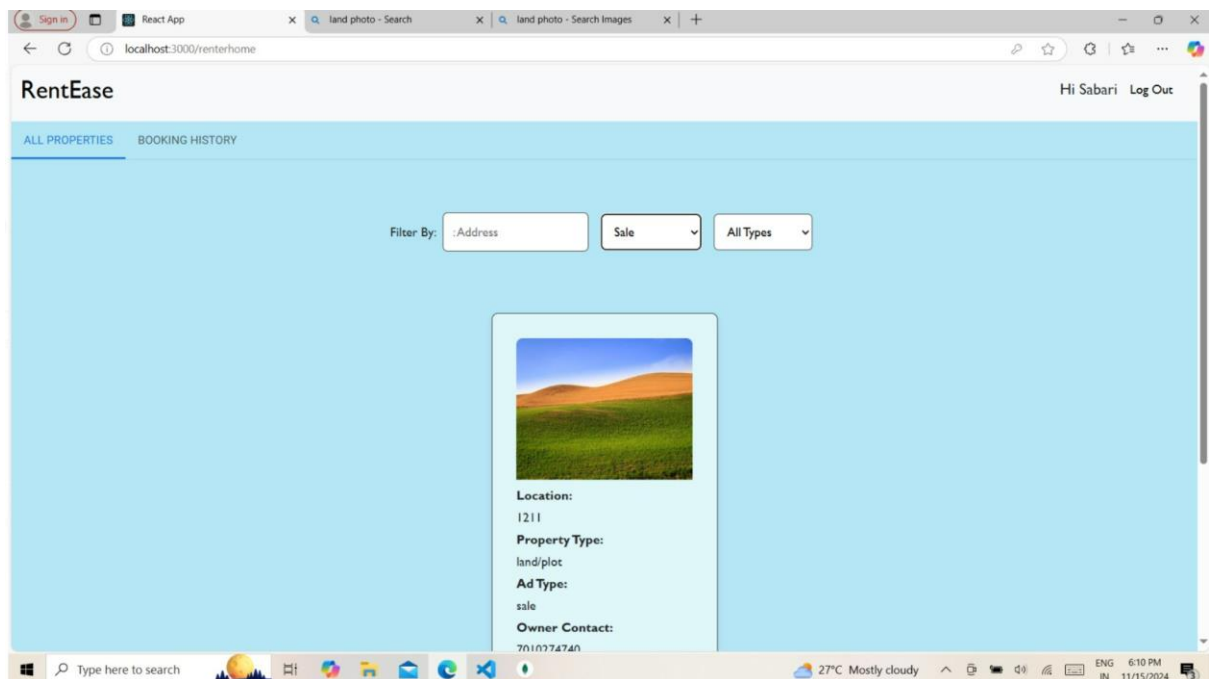 Sign in
React App
land photo - Search
land photo - Search Images
localhost:3000/renterhome
RentEase
Hi Sabari Log Out
ALL PROPERTIES BOOKING HISTORY
Filter By: :Address Sale All Types
Location:
1211
Property Type:
land/plot
Ad Type:
sale
Owner Contact:
7010274740
Type here to search
27°C Mostly cloudy
ENG 6:10 PM
IN 11/15/2024